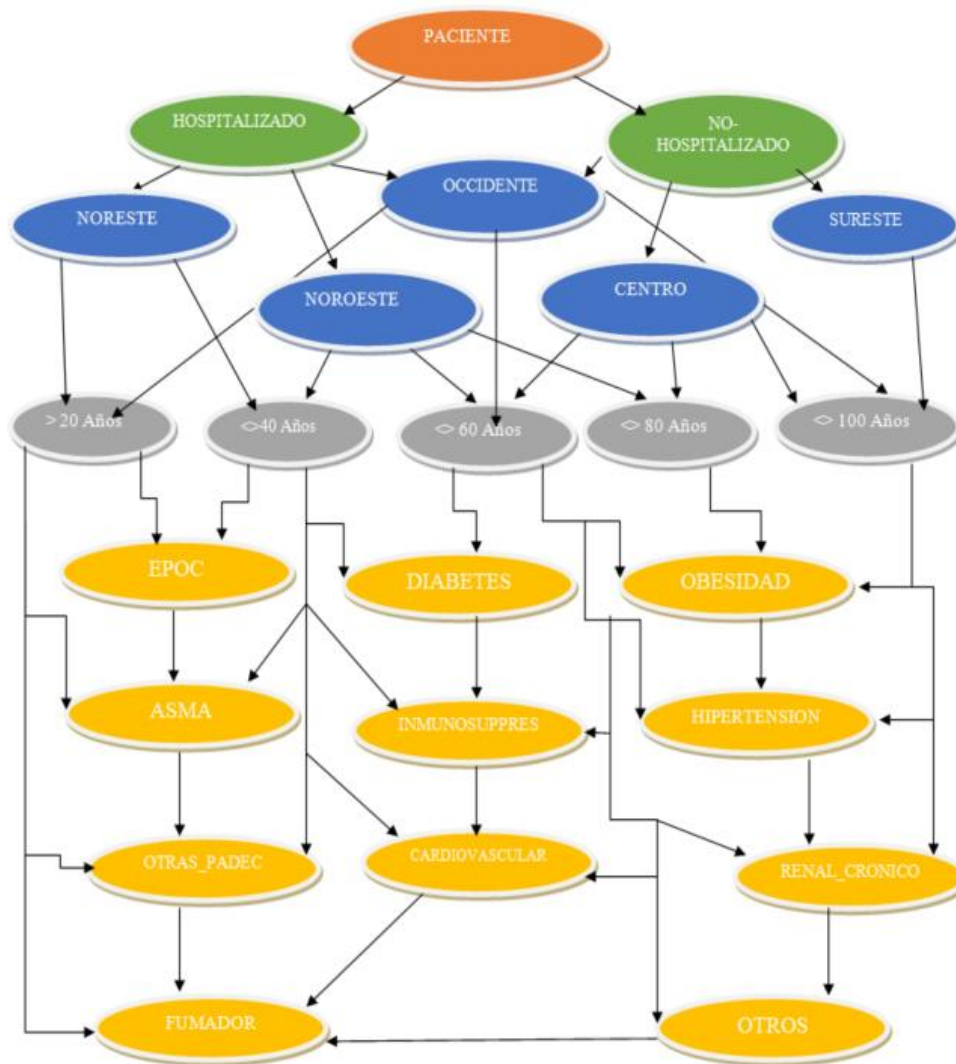 PACIENTE
HOSPITALIZADO
NO-
HOSPITALIZADO
OCCIDENTE
NORESTE
SURESTE
NOROESTE
CENTRO
> 20 Años
<>40 Años
<> 60 Años
<> 80 Años
<> 100 Años
EPOC
DIABETES
OBESIDAD
ASMA
INMUNOSUPPRES
HIPERTENSION
OTRAS_PADEC
CARDIOVASCULAR
RENAL_CRONICO
FUMADOR
OTROS